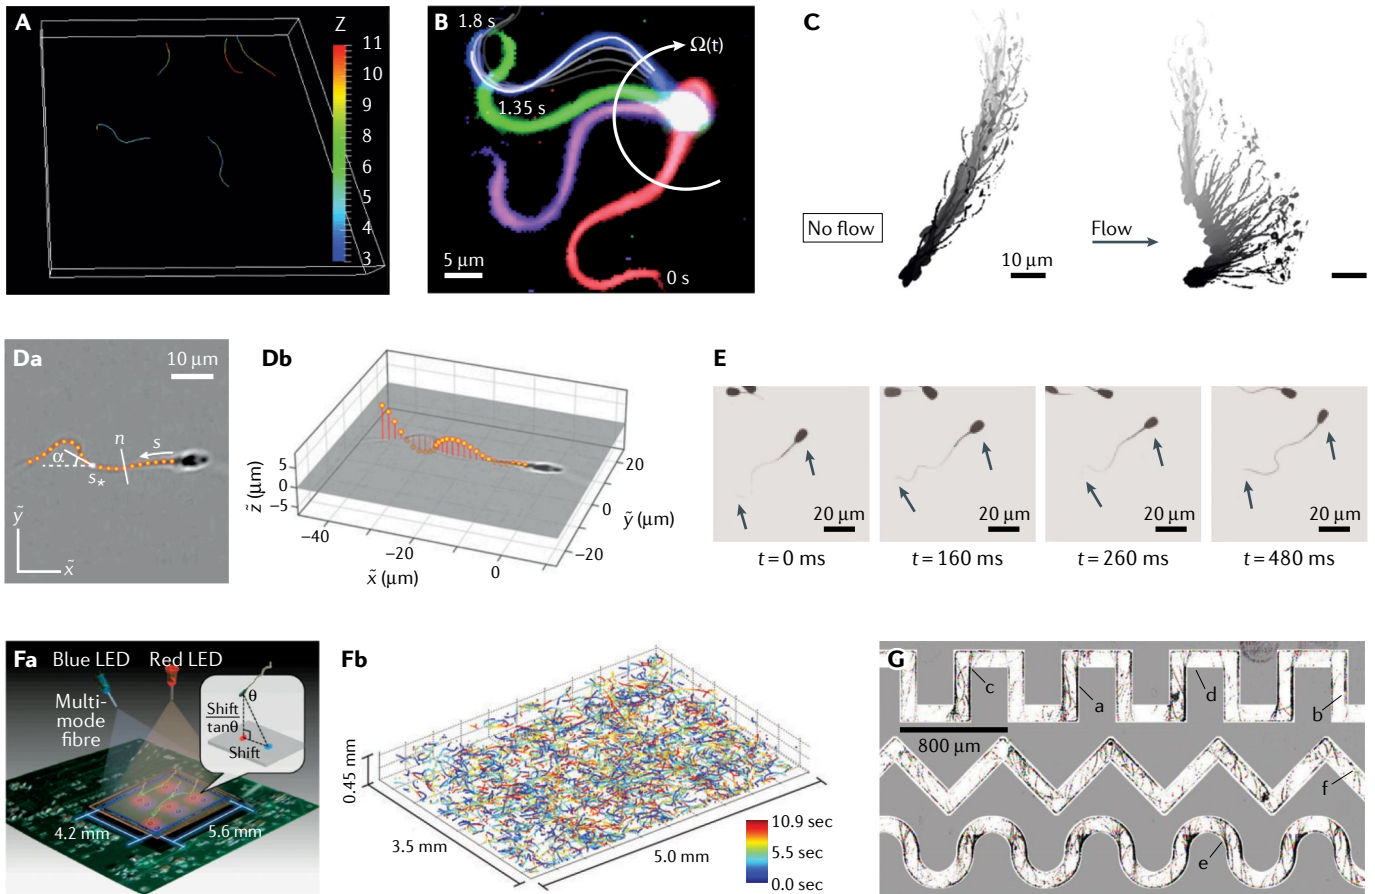 A
Z
11
10
9
8
7
6
5
4
3
B
1.8 s
Ω(t)
1.35 s
5 μm
0 s
C
No flow
Flow
10 μm
Da
10 μm
n
s
α
s*
ỹ
x̃
Db
5
0
−5
z̃ (μm)
−40
−20
0
x̃ (μm)
20
0
−20
ỹ (μm)
E
20 μm
20 μm
20 μm
20 μm
t = 0 ms
t = 160 ms
t = 260 ms
t = 480 ms
Fa
Blue LED
Red LED
Multi-
mode
fibre
θ
Shift
tanθ
Shift
4.2 mm
5.6 mm
Fb
0.45 mm
3.5 mm
5.0 mm
10.9 sec
5.5 sec
0.0 sec
G
c
a
d
b
800 μm
f
e